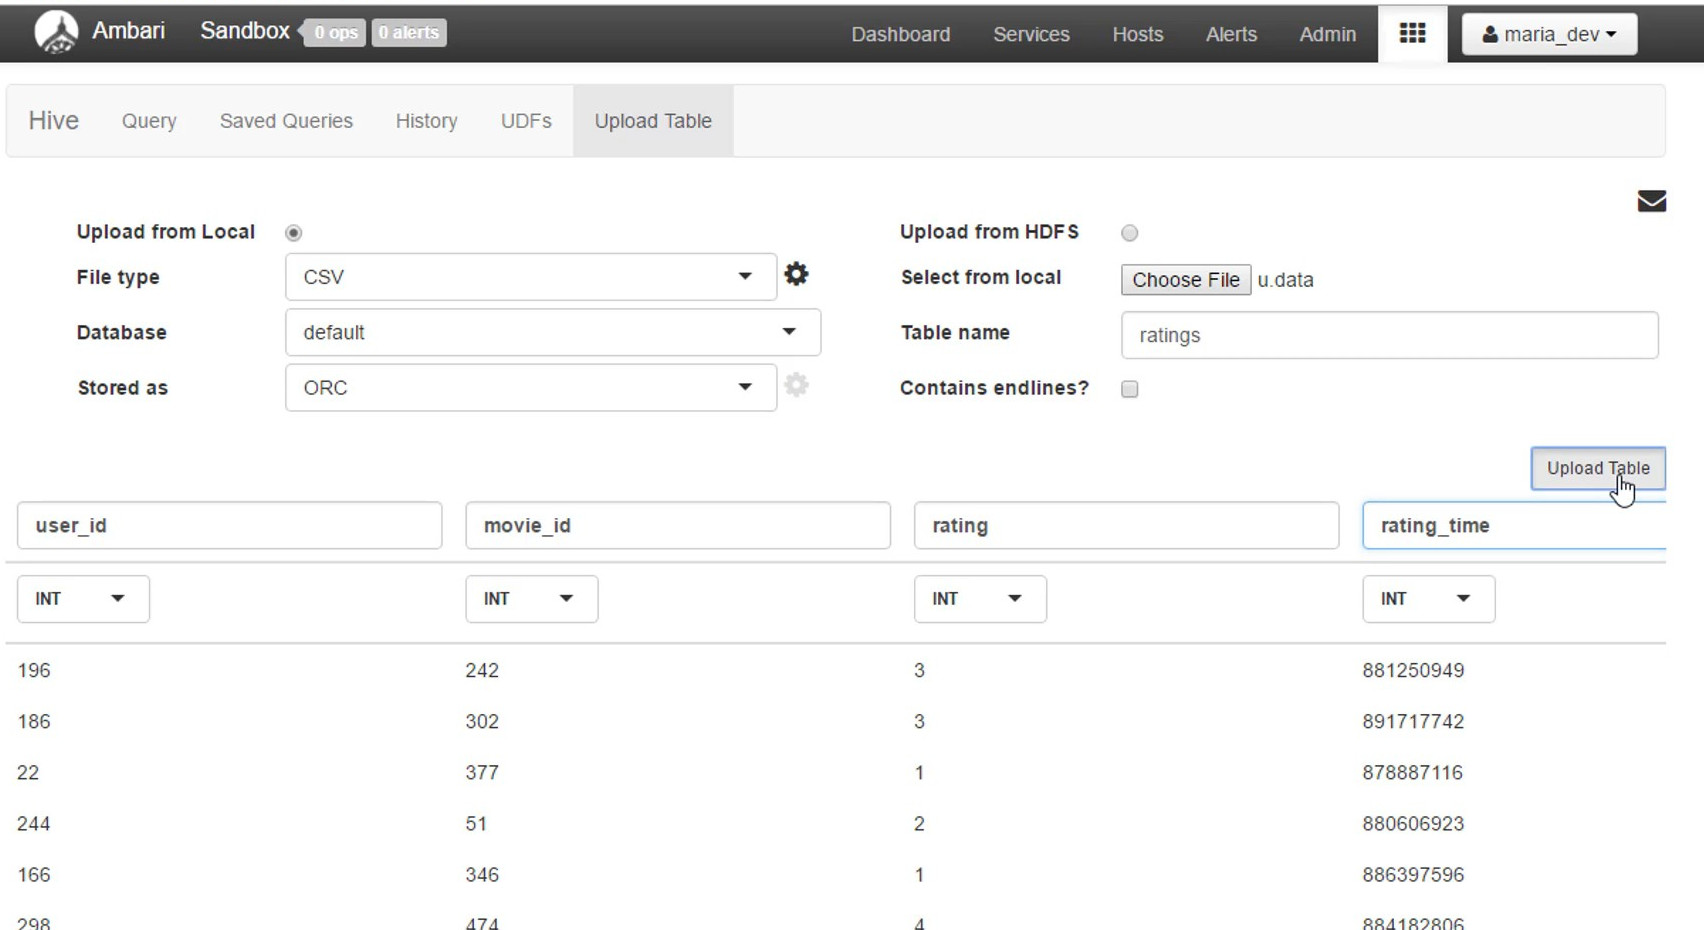 Ambari Sandbox 0 ops 0 alerts Dashboard Services Hosts Alerts Admin maria_dev
Hive Query Saved Queries History UDFs Upload Table
Upload from Local Upload from HDFS
File type CSV Select from local Choose File u.data
Database default Table name ratings
Stored as ORC Contains endlines?
Upload Table
user_id movie_id rating rating_time
INT INT INT INT
196 242 3 881250949
186 302 3 891717742
22 377 1 878887116
244 51 2 880606923
166 346 1 886397596
298 474 4 884182806